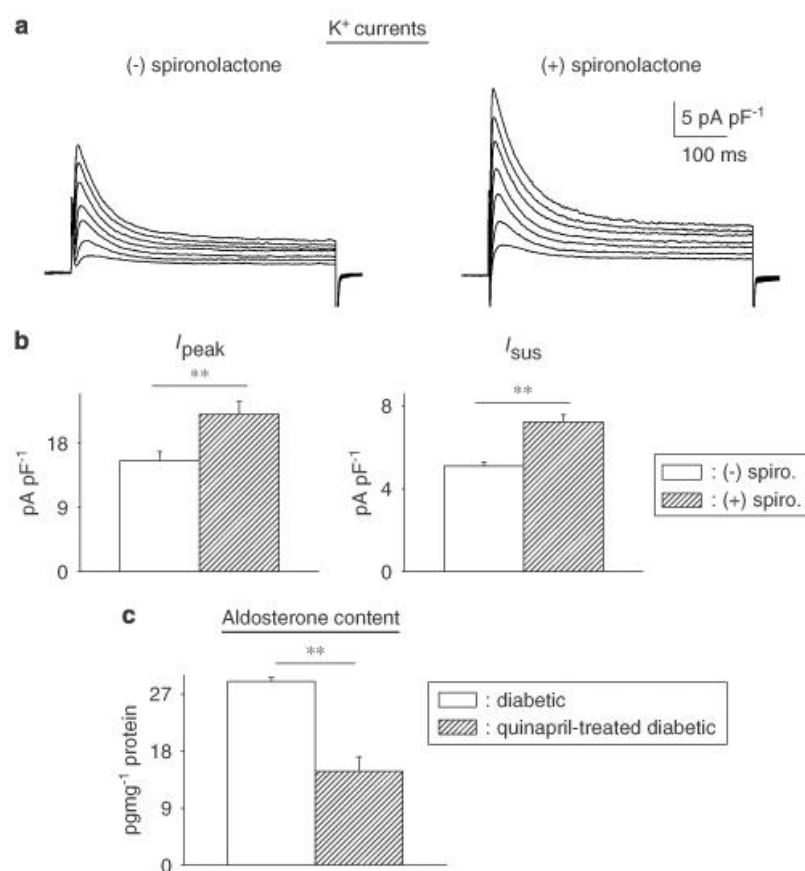 a
K⁺ currents
(-) spironolactone
(+) spironolactone
5 pA pF⁻¹
100 ms
b
Ipeak
**
18
9
0
pA pF⁻¹
Isus
**
8
4
0
pA pF⁻¹
: (-) spiro.
: (+) spiro.
c
Aldosterone content
**
27
18
9
0
pgmg⁻¹ protein
: diabetic
: quinapril-treated diabetic